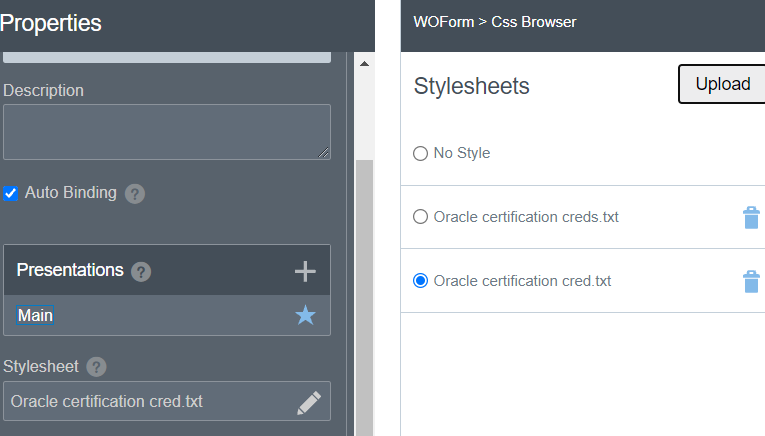 Properties
Description
Auto Binding ?
Presentations ?
Main
Stylesheet ?
Oracle certification cred.txt
WOForm > Css Browser
Stylesheets
Upload
No Style
Oracle certification creds.txt
Oracle certification cred.txt